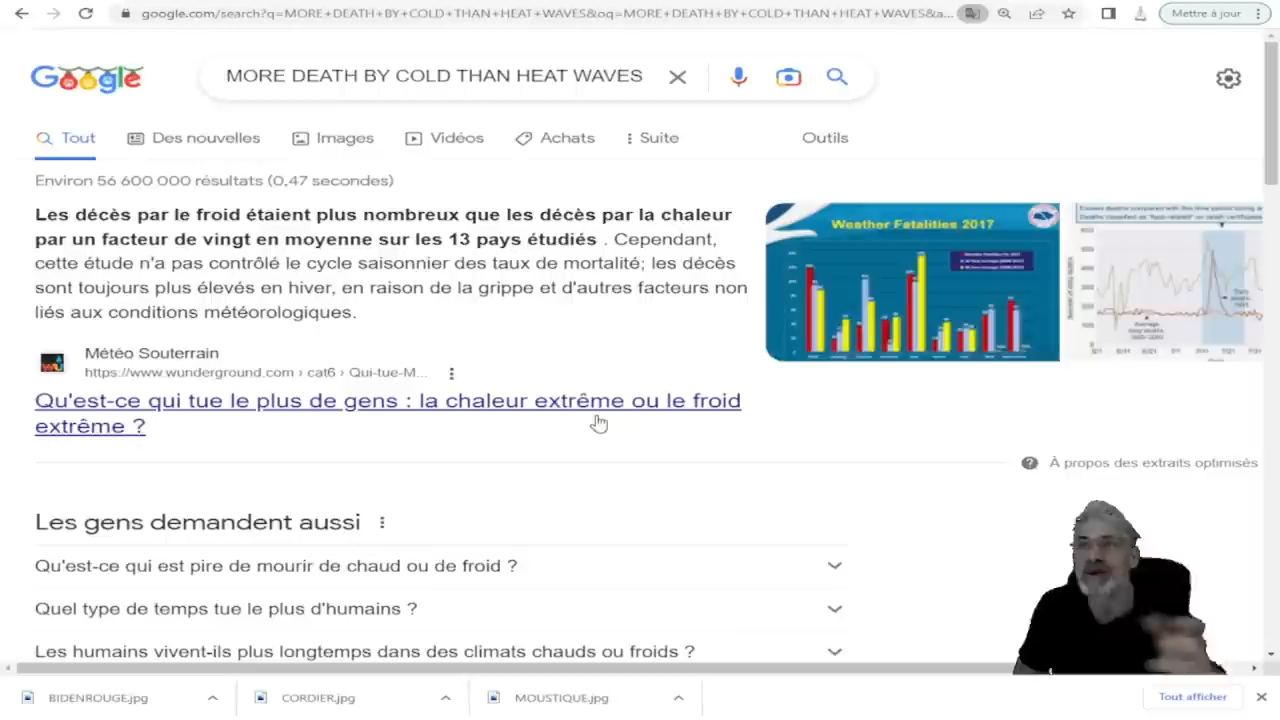 google.com/search?q=MORE+DEATH+BY+COLD+THAN+HEAT+WAVES&oq=MORE+DEATH+BY+COLD+THAN+HEAT+WAVES&a...
Mettre à jour
Google
MORE DEATH BY COLD THAN HEAT WAVES
Tout
Des nouvelles
Images
Vidéos
Achats
Suite
Outils
Environ 56 600 000 résultats (0,47 secondes)
Les décès par le froid étaient plus nombreux que les décès par la chaleur
par un facteur de vingt en moyenne sur les 13 pays étudiés . Cependant,
cette étude n'a pas contrôlé le cycle saisonnier des taux de mortalité; les décès
sont toujours plus élevés en hiver, en raison de la grippe et d'autres facteurs non
liés aux conditions météorologiques.
Weather Fatalities 2017
Météo Souterrain
https://www.wunderground.com › cat6 › Qui-tue-M...
Qu'est-ce qui tue le plus de gens : la chaleur extrême ou le froid
extrême ?
À propos des extraits optimisés
Les gens demandent aussi
Qu'est-ce qui est pire de mourir de chaud ou de froid ?
Quel type de temps tue le plus d'humains ?
Les humains vivent-ils plus longtemps dans des climats chauds ou froids ?
BIDENROUGE.jpg
CORDIER.jpg
MOUSTIQUE.jpg
Tout afficher